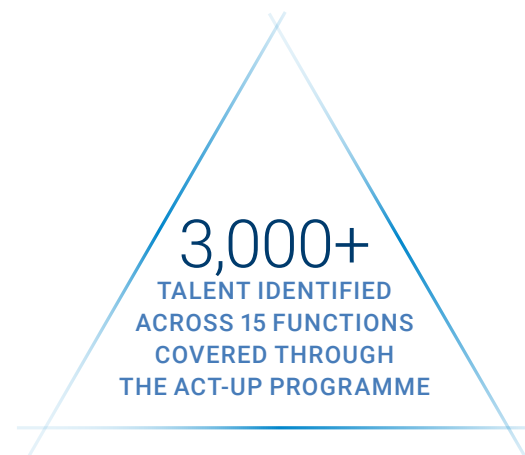 3,000+
TALENT IDENTIFIED
ACROSS 15 FUNCTIONS
COVERED THROUGH
THE ACT-UP PROGRAMME